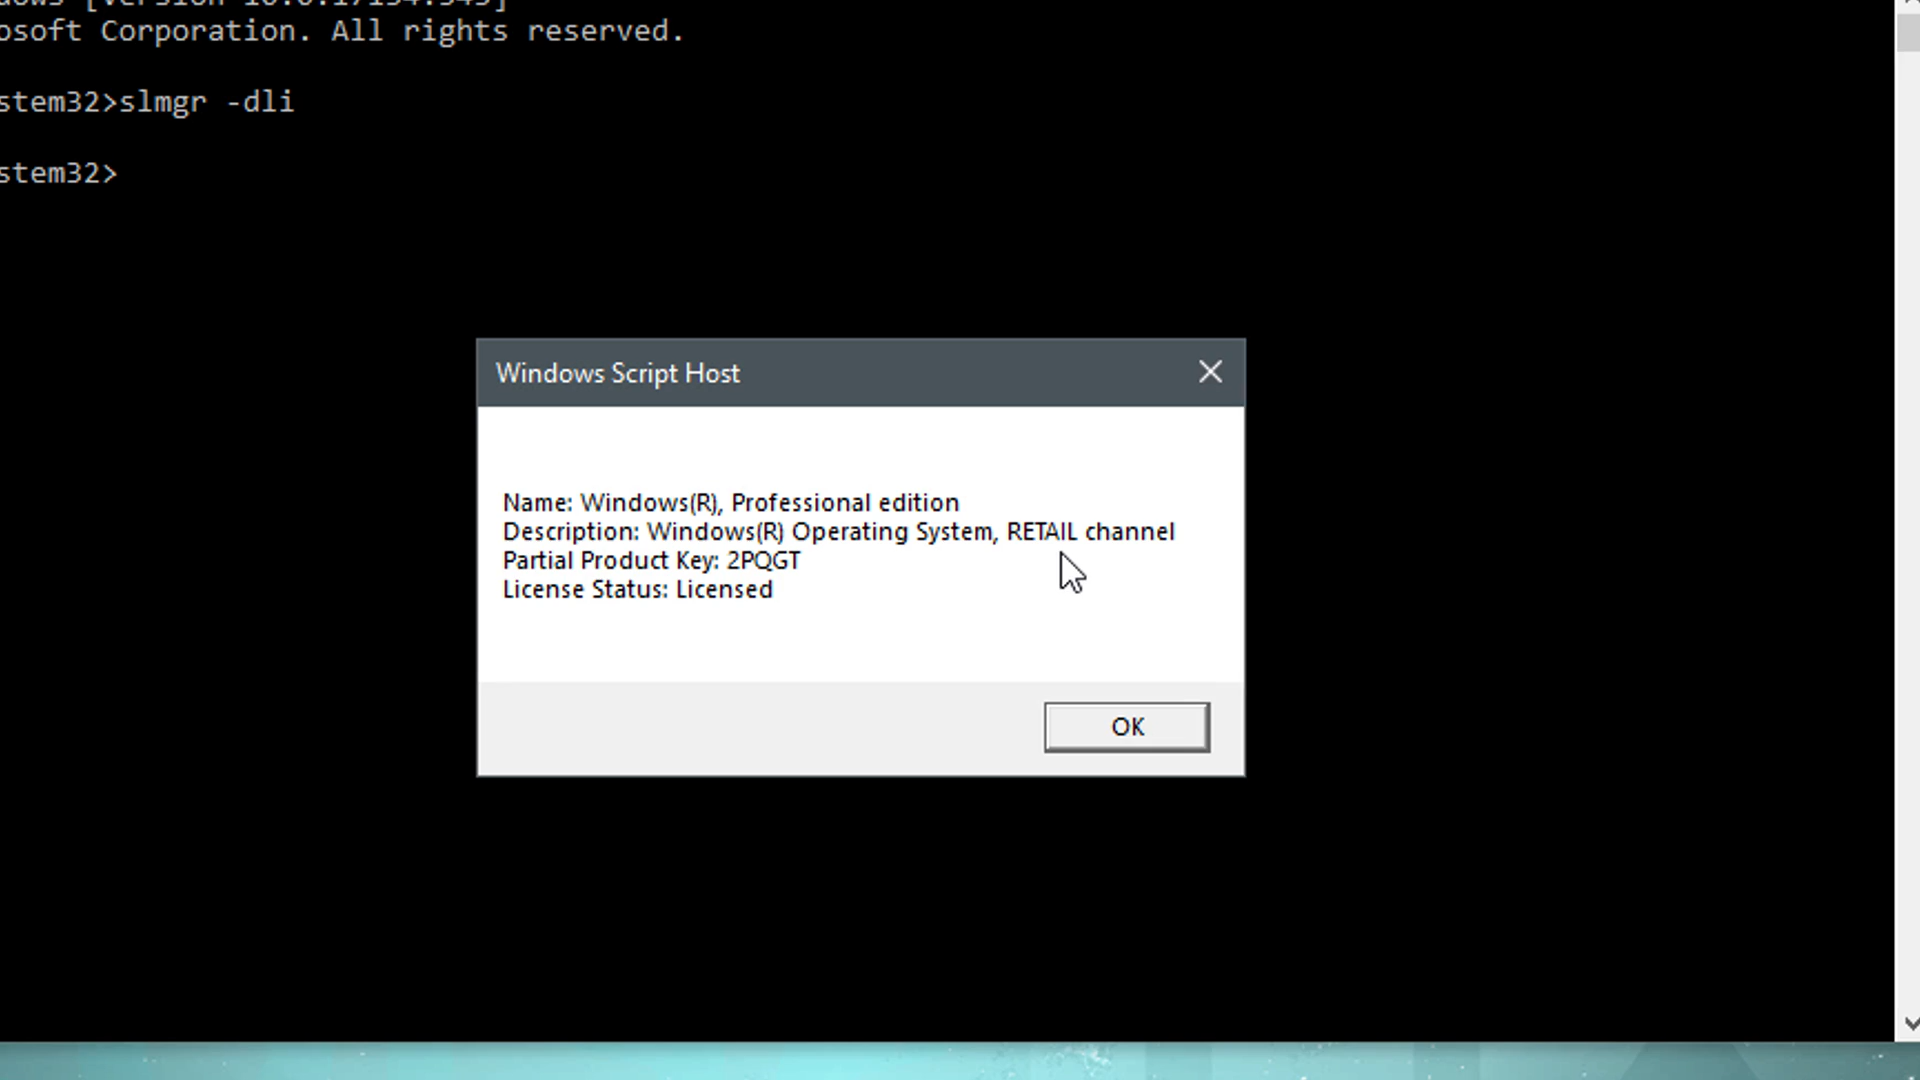 osoft Corporation. All rights reserved.
stem32>slmgr -dli
stem32>
Windows Script Host
Name: Windows(R), Professional edition
Description: Windows(R) Operating System, RETAIL channel
Partial Product Key: 2PQGT
License Status: Licensed
OK